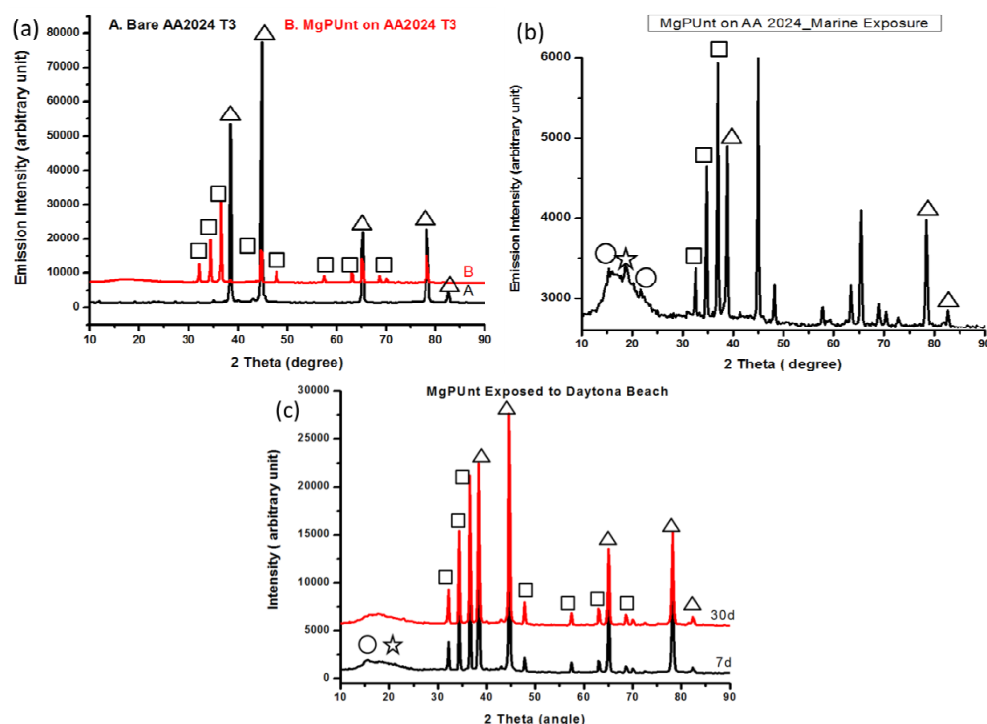 (a)
A. Bare AA2024 T3 B. MgPUnt on AA2024 T3
Emission Intensity (arbitrary unit)
80000
70000
60000
50000
40000
30000
20000
10000
0
B
A
10 20 30 40 50 60 70 80 90
2 Theta (degree)
(b)
MgPUnt on AA 2024_Marine Exposure
Emission Intensity (arbitrary unit)
6000
5000
4000
3000
10 20 30 40 50 60 70 80 90
2 Theta ( degree)
(c)
MgPUnt Exposed to Daytona Beach
Intensity ( arbitrary unit)
30000
25000
20000
15000
10000
5000
0
30d
7d
10 20 30 40 50 60 70 80 90
2 Theta (angle)